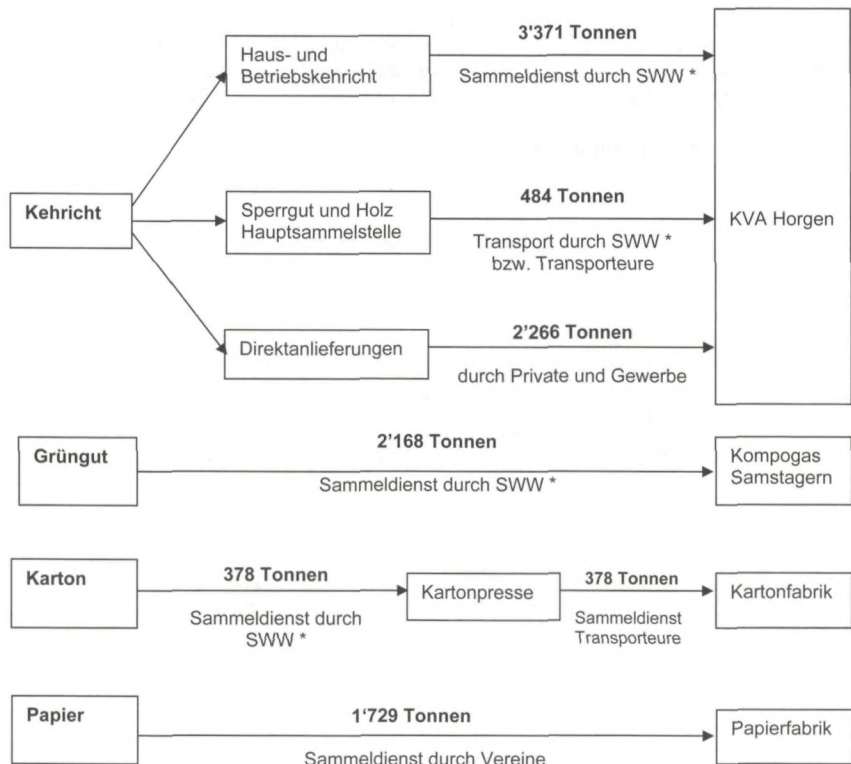 3'371 Tonnen
Haus- und
Betriebskehricht
Sammeldienst durch SWW *
Kehricht
484 Tonnen
Sperrgut und Holz
Hauptsammelstelle
Transport durch SWW *
bzw. Transporteure
KVA Horgen
2’266 Tonnen
Direktanlieferungen
durch Private und Gewerbe
Grüngut
2’168 Tonnen
Sammeldienst durch SWW *
Kompogas
Samstagern
Karton
378 Tonnen
Sammeldienst durch
SWW *
Kartonpresse
378 Tonnen
Sammeldienst
Transporteure
Kartonfabrik
Papier
1‘729 Tonnen
Sammeldienst durch Vereine
Papierfabrik